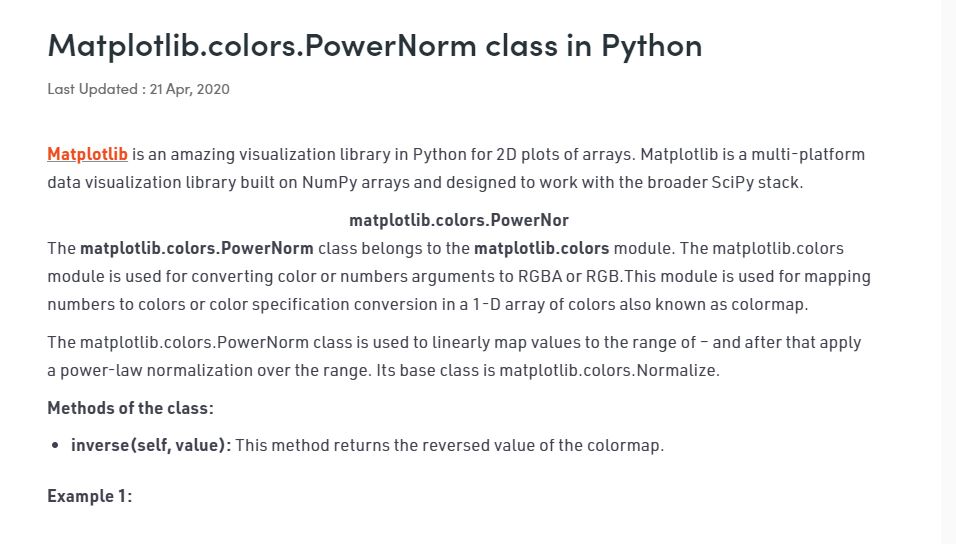 Matplotlib.colors.PowerNorm class in Python
Last Updated : 21 Apr, 2020
Matplotlib is an amazing visualization library in Python for 2D plots of arrays. Matplotlib is a multi-platform
data visualization library built on NumPy arrays and designed to work with the broader SciPy stack.
matplotlib.colors.PowerNor
The matplotlib.colors.PowerNorm class belongs to the matplotlib.colors module. The matplotlib.colors
module is used for converting color or numbers arguments to RGBA or RGB.This module is used for mapping
numbers to colors or color specification conversion in a 1-D array of colors also known as colormap.
The matplotlib.colors.PowerNorm class is used to linearly map values to the range of – and after that apply
a power-law normalization over the range. Its base class is matplotlib.colors.Normalize.
Methods of the class:
• inverse(self, value): This method returns the reversed value of the colormap.
Example 1: